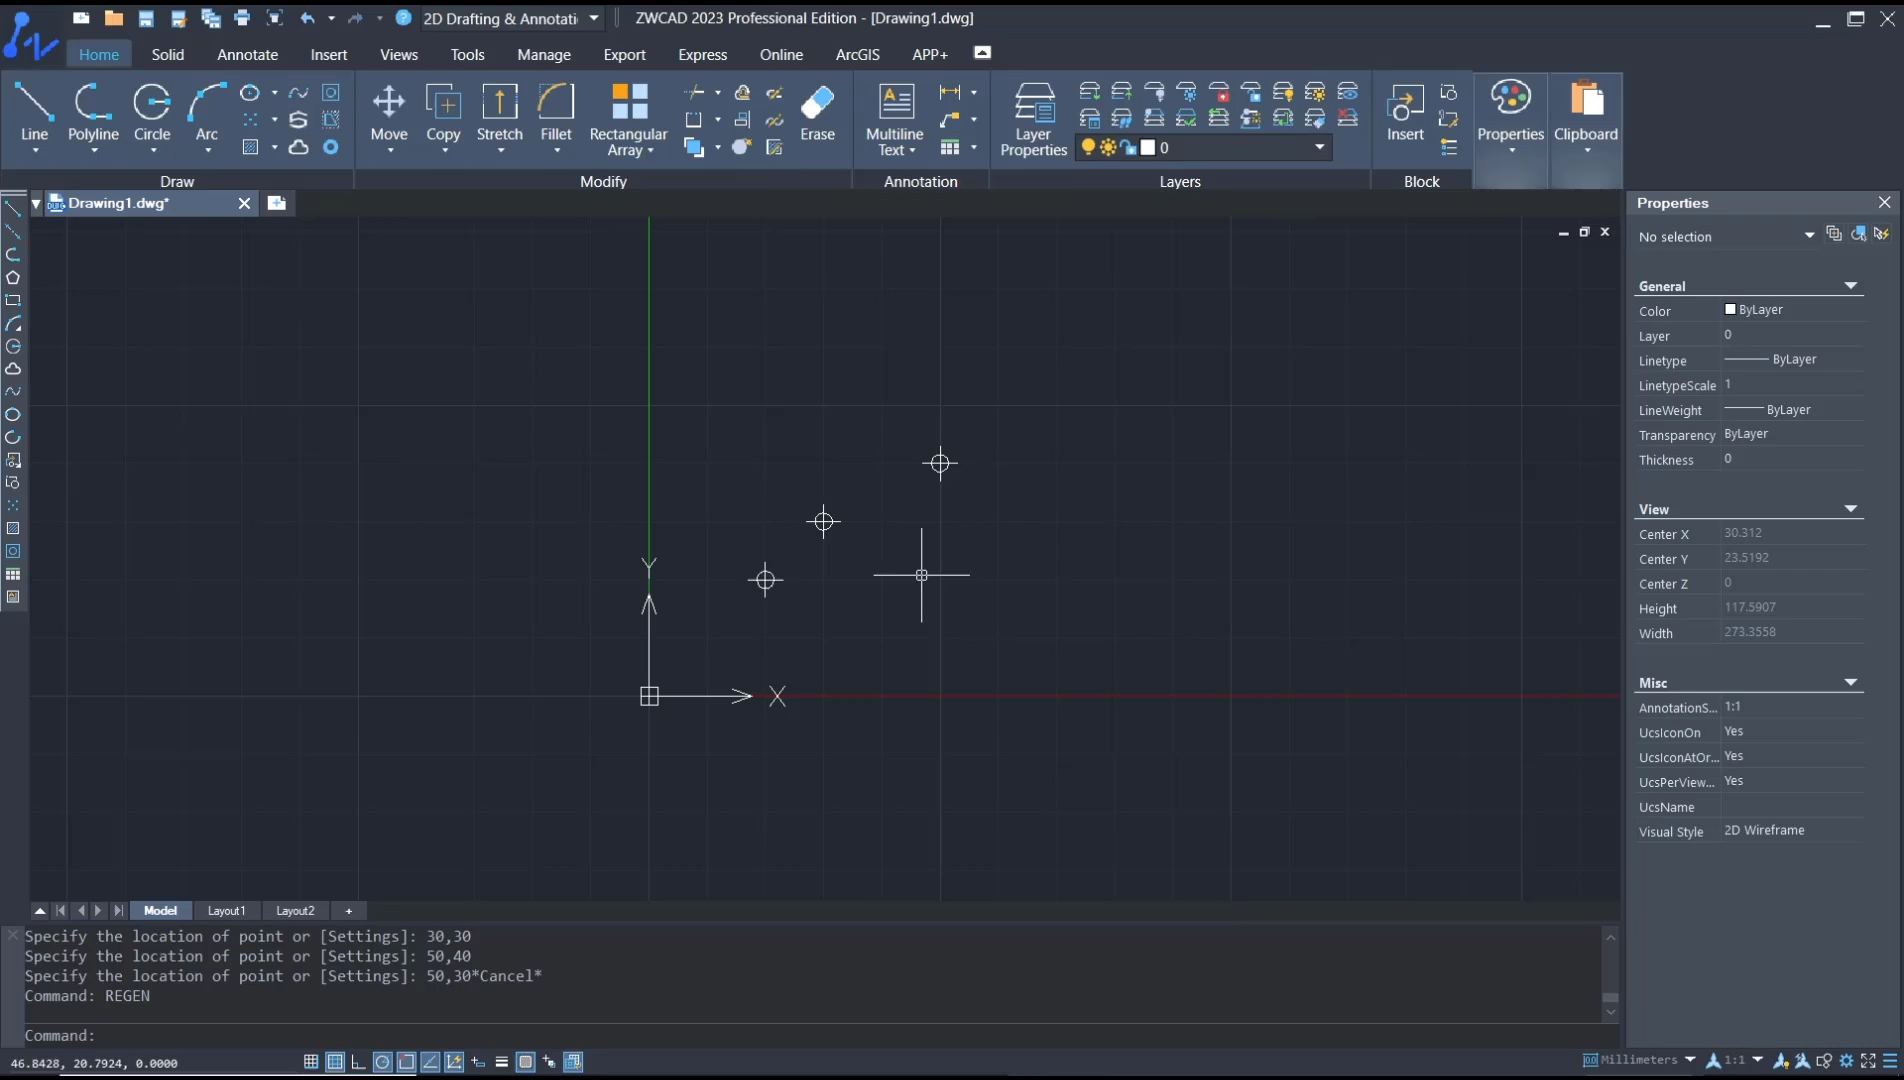 2D Drafting & Annotati
ZWCAD 2023 Professional Edition - [Drawing1.dwg]
Home
Solid
Annotate
Insert
Views
Tools
Manage
Export
Express
Online
ArcGIS
APP+
Line
Polyline
Circle
Arc
Move
Copy
Stretch
Fillet
Rectangular
Array
Erase
Multiline
Text
Layer
Properties
0
Insert
Properties
Clipboard
Draw
Modify
Annotation
Layers
Block
Drawing1.dwg*
Properties
No selection
General
Color ByLayer
Layer 0
Linetype ByLayer
LinetypeScale 1
LineWeight ByLayer
Transparency ByLayer
Thickness 0
View
Center X 30.312
Center Y 23.5192
Center Z 0
Height 117.5907
Width 273.3558
Misc
AnnotationS... 1:1
UcsIconOn Yes
UcsIconAtOr... Yes
UcsPerView... Yes
UcsName
Visual Style 2D Wireframe
Y
X
Model
Layout1
Layout2
+
Specify the location of point or [Settings]: 30,30
Specify the location of point or [Settings]: 50,40
Specify the location of point or [Settings]: 50,30*Cancel*
Command: REGEN
Command:
46.8428, 20.7924, 0.0000
Millimeters
1:1